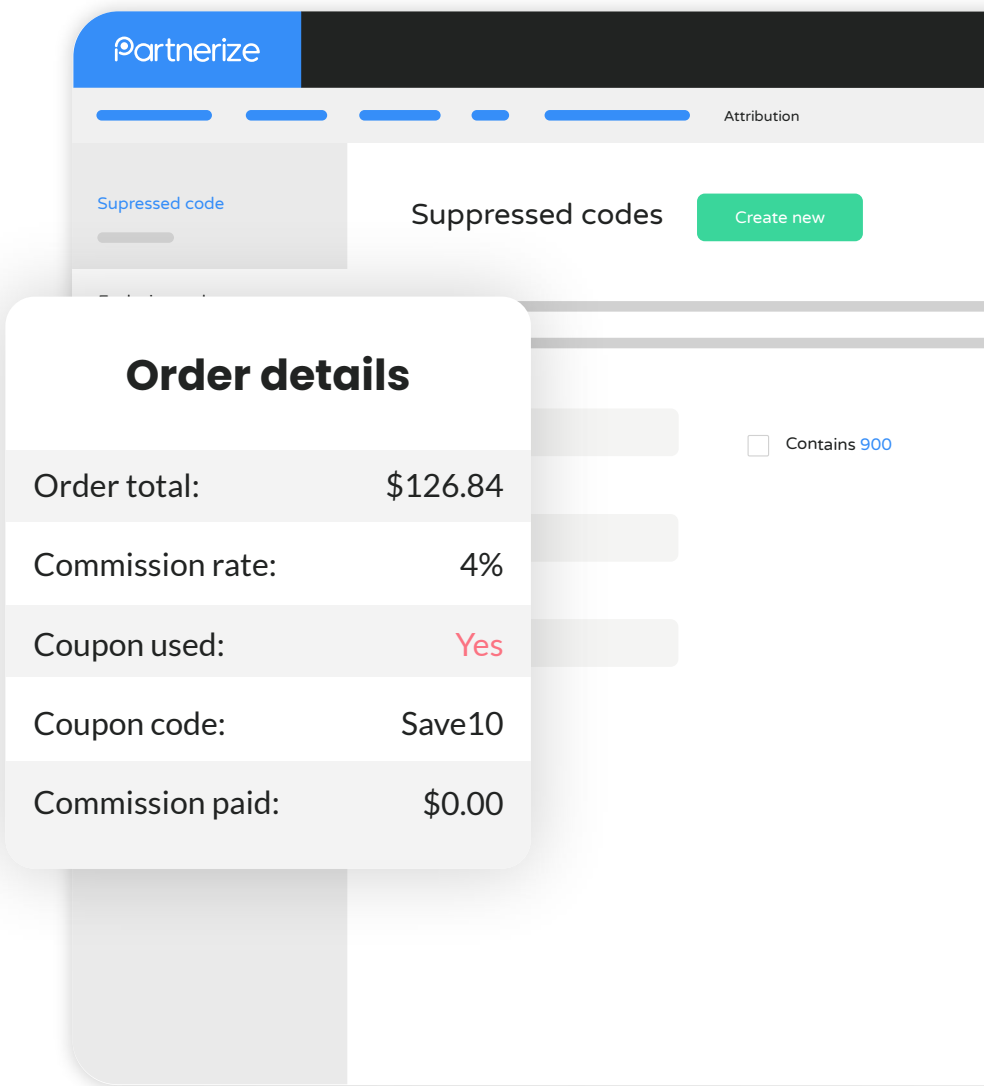 Partnerize
Attribution
Supressed code
Suppressed codes
Create new
Order details
Order total: $126.84
Commission rate: 4%
Coupon used: Yes
Coupon code: Save10
Commission paid: $0.00
Contains 900